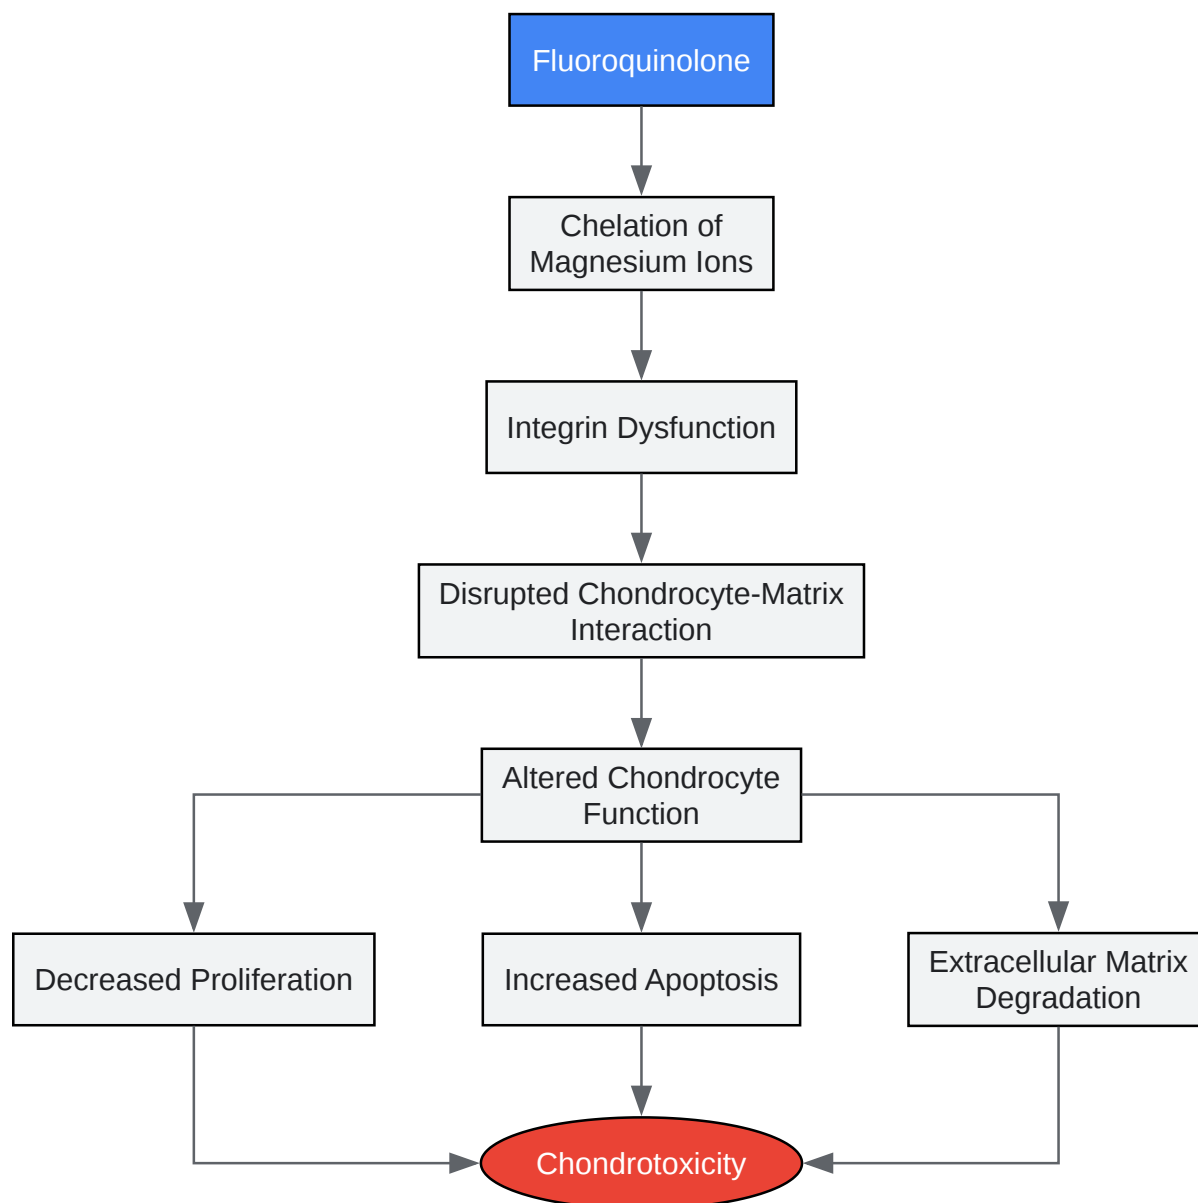 Fluoroquinolone
Chelation of
Magnesium Ions
Integrin Dysfunction
Disrupted Chondrocyte-Matrix
Interaction
Altered Chondrocyte
Function
Decreased Proliferation
Increased Apoptosis
Extracellular Matrix
Degradation
Chondrotoxicity